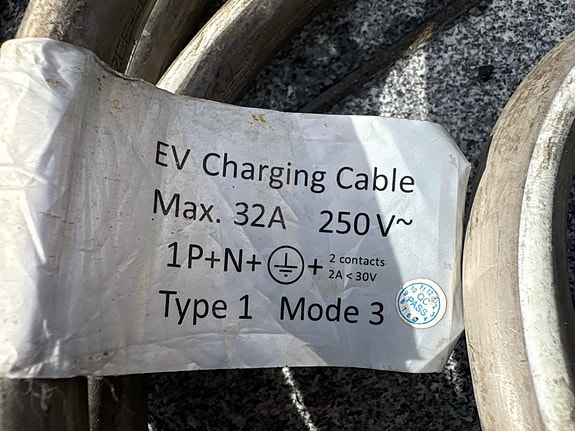 EV Charging Cable
Max. 32A 250V~
1P+N+⏚+ 2 contacts
2A < 30V
Type 1 Mode 3
QC
PASS